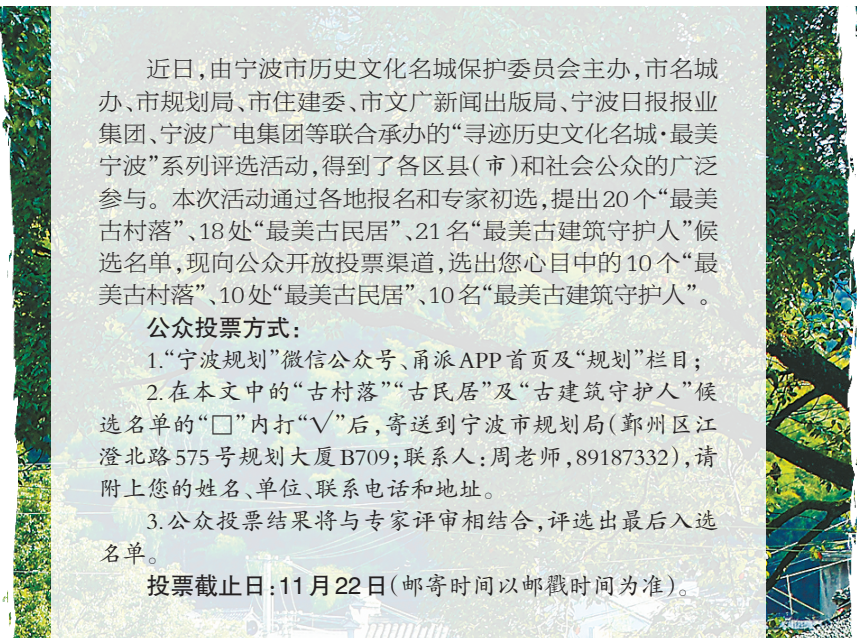 近日,由宁波市历史文化名城保护委员会主办,市名城
办、市规划局、市住建委、市文广新闻出版局、宁波日报报业
集团、宁波广电集团等联合承办的“寻迹历史文化名城·最美
宁波”系列评选活动,得到了各区县(市)和社会公众的广泛
参与。本次活动通过各地报名和专家初选,提出20个“最美
古村落”、18处“最美古民居”、21名“最美古建筑守护人”候
选名单,现向公众开放投票渠道,选出您心目中的10个“最
美古村落”、10处“最美古民居”、10名“最美古建筑守护人”。
公众投票方式:
1.“宁波规划”微信公众号、甬派APP首页及“规划”栏目;
2.在本文中的“古村落”“古民居”及“古建筑守护人”候
选名单的“□”内打“√”后,寄送到宁波市规划局(鄞州区江
澄北路575号规划大厦B709;联系人:周老师,89187332),请
附上您的姓名、单位、联系电话和地址。
3.公众投票结果将与专家评审相结合,评选出最后入选
名单。
投票截止日:11月22日(邮寄时间以邮戳时间为准)。